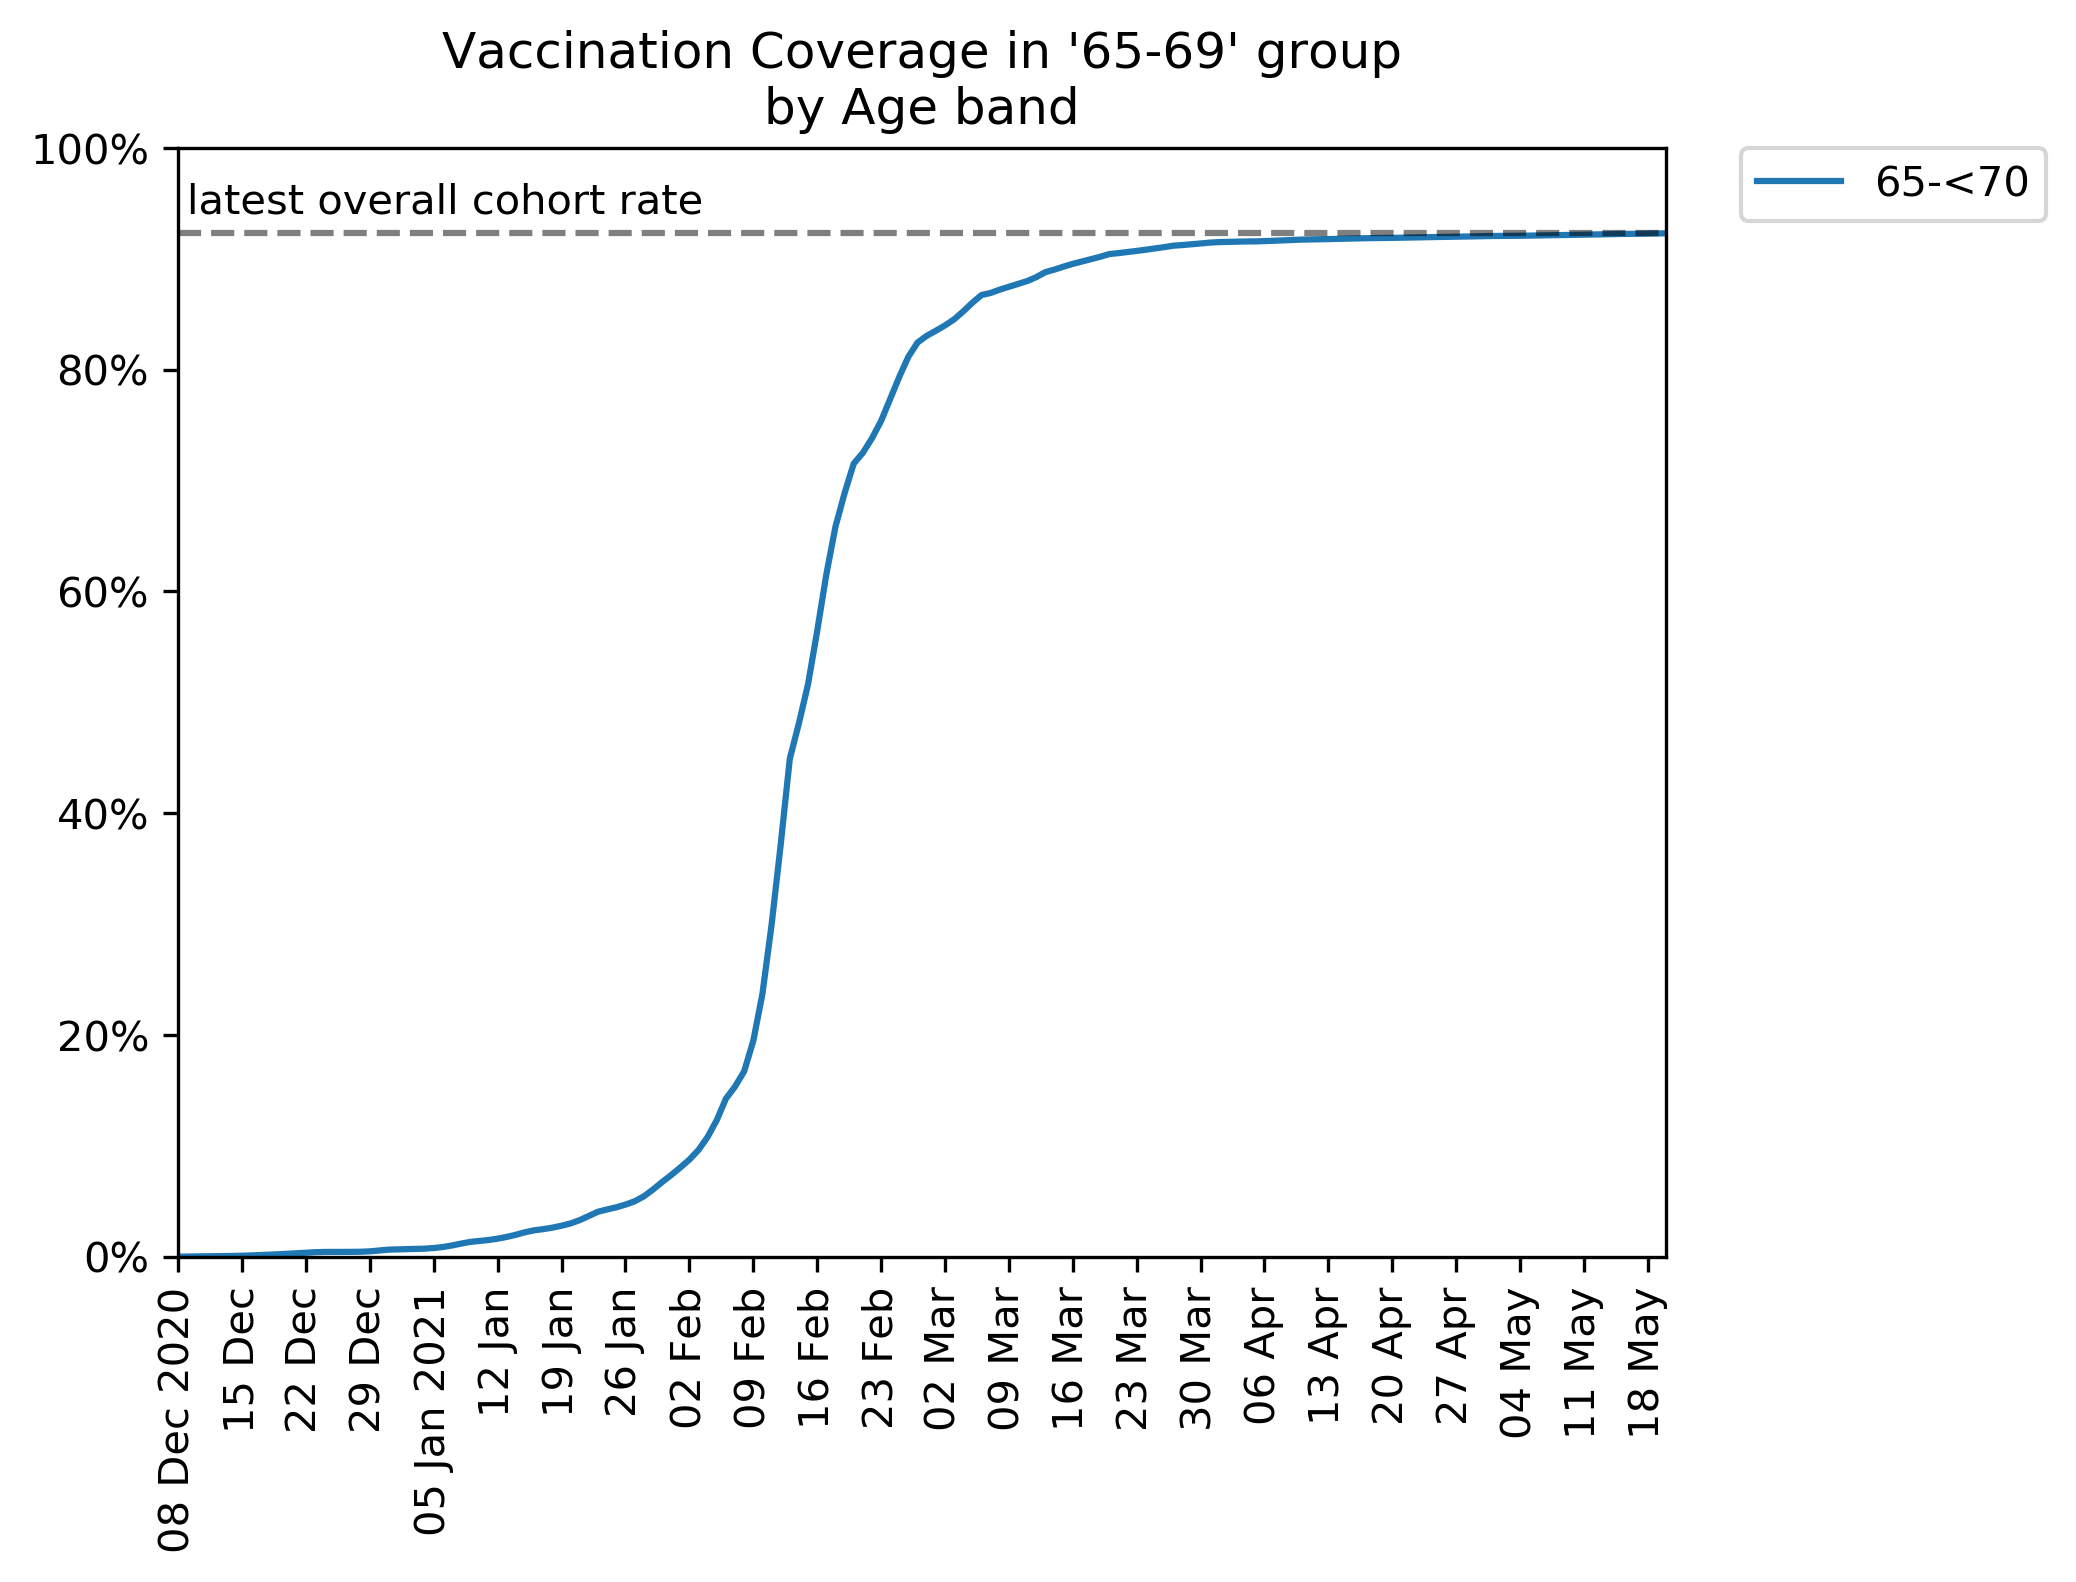 Vaccination Coverage in '65-69' group
by Age band
100%
80%
60%
40%
20%
0%
latest overall cohort rate
65-<70
08 Dec 2020
15 Dec
22 Dec
29 Dec
05 Jan 2021
12 Jan
19 Jan
26 Jan
02 Feb
09 Feb
16 Feb
23 Feb
02 Mar
09 Mar
16 Mar
23 Mar
30 Mar
06 Apr
13 Apr
20 Apr
27 Apr
04 May
11 May
18 May